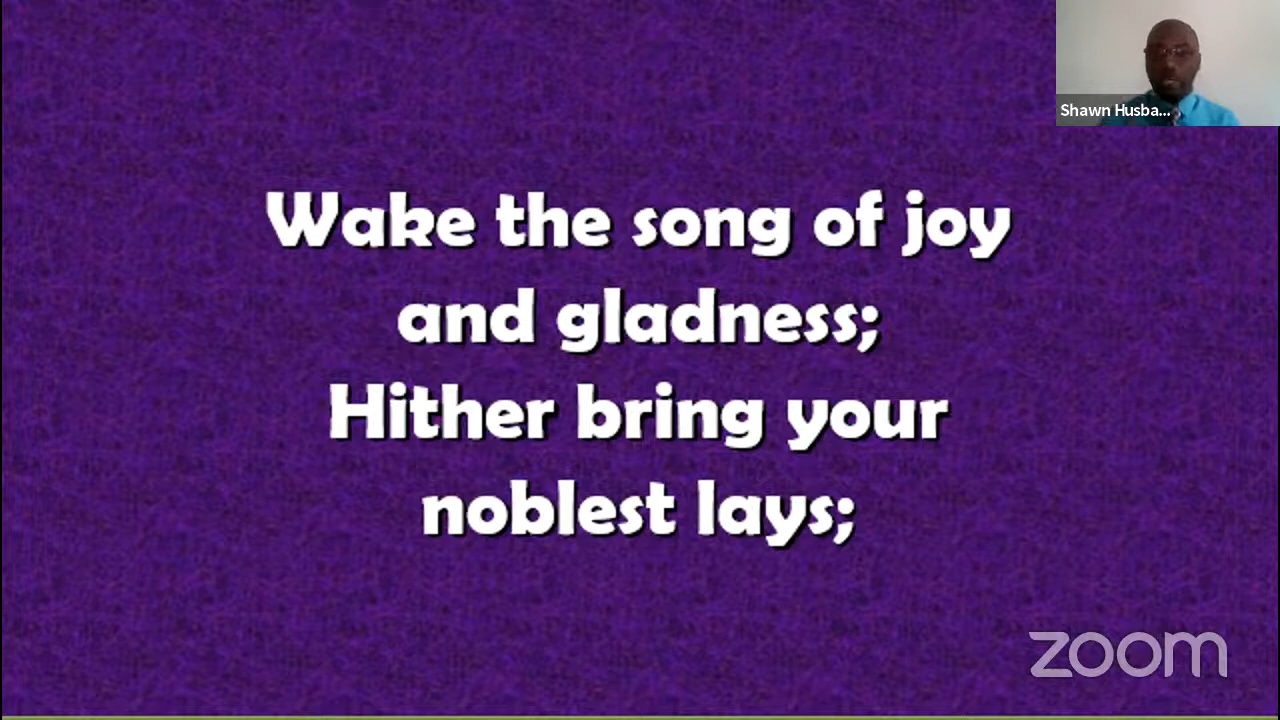 Shawn Husba...
Wake the song of joy
and gladness;
Hither bring your
noblest lays;
zoom